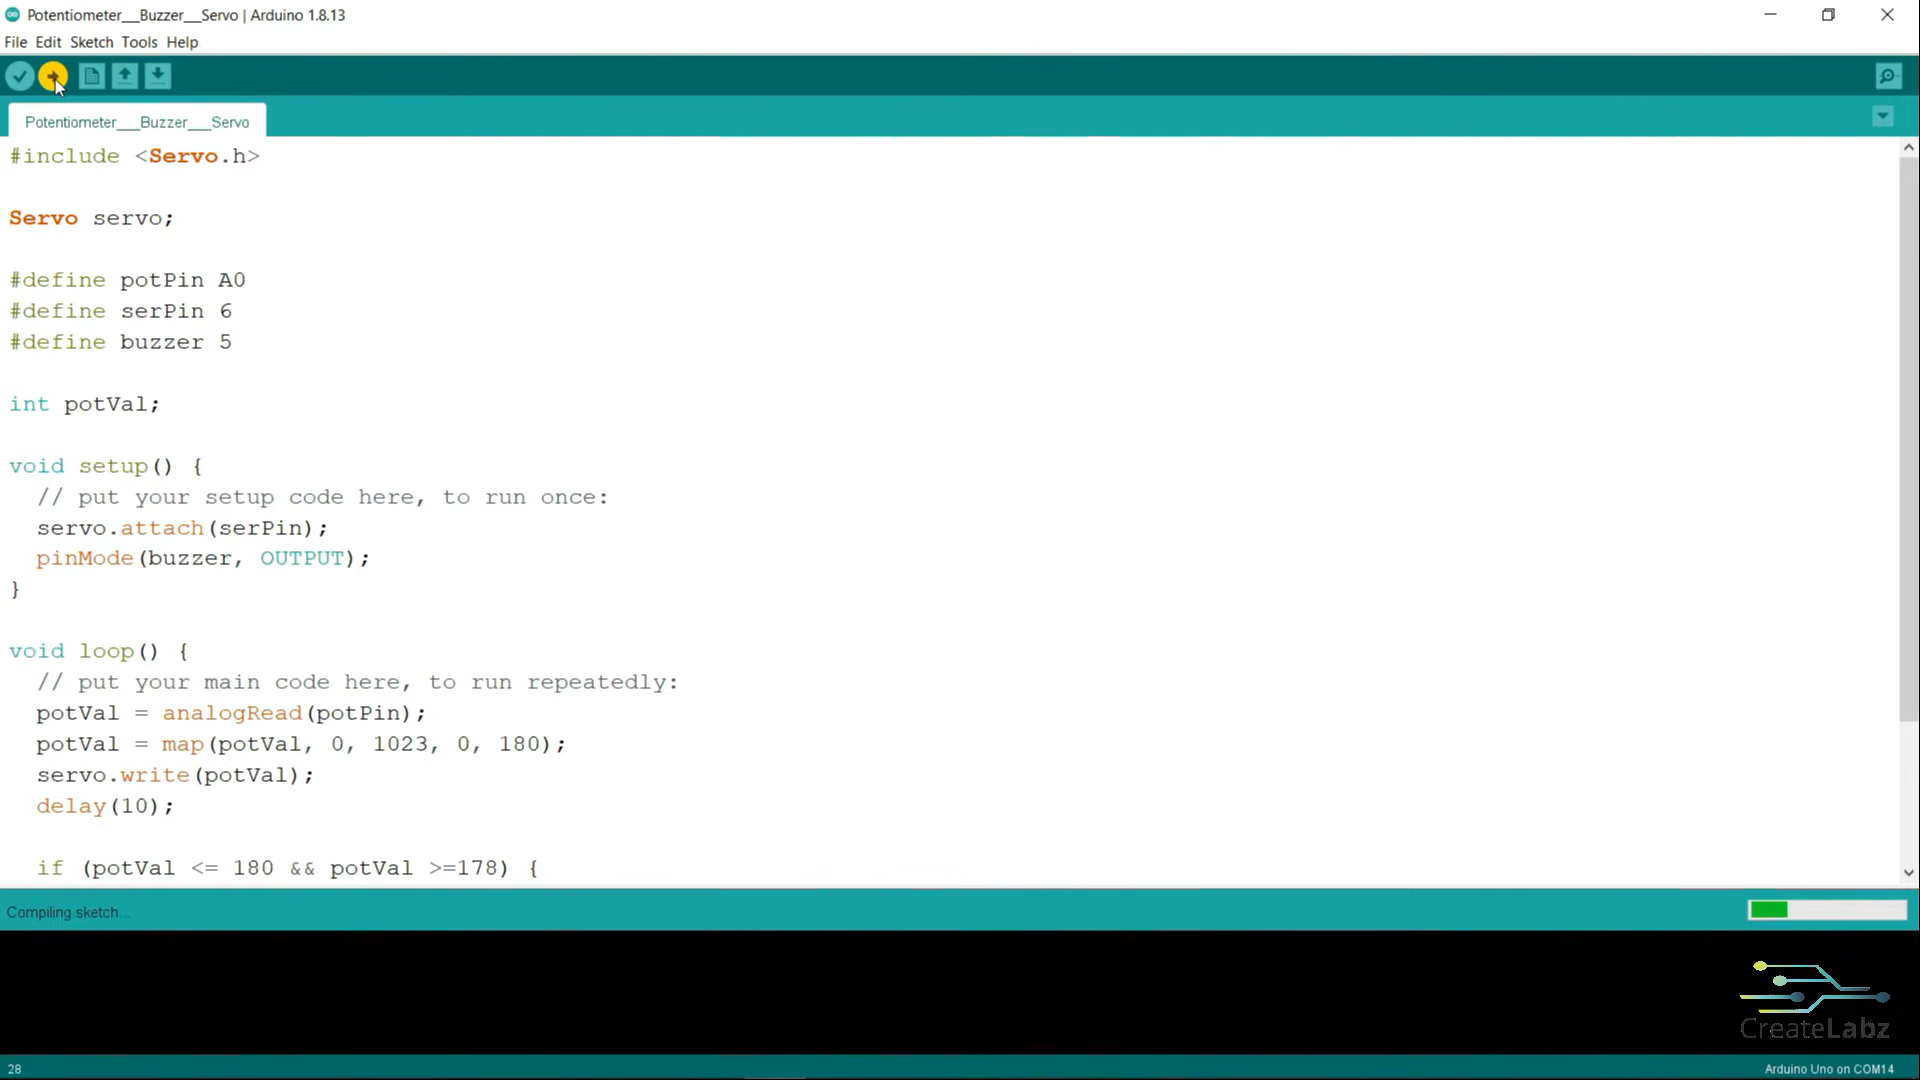 Potentiometer___Buzzer___Servo | Arduino 1.8.13
File Edit Sketch Tools Help
Potentiometer___Buzzer___Servo
#include <Servo.h>
Servo servo;
#define potPin A0
#define serPin 6
#define buzzer 5
int potVal;
void setup() {
// put your setup code here, to run once:
servo.attach(serPin);
pinMode(buzzer, OUTPUT);
}
void loop() {
// put your main code here, to run repeatedly:
potVal = analogRead(potPin);
potVal = map(potVal, 0, 1023, 0, 180);
servo.write(potVal);
delay(10);
if (potVal <= 180 && potVal >=178) {
Compiling sketch...
CreateLabz
28
Arduino Uno on COM14